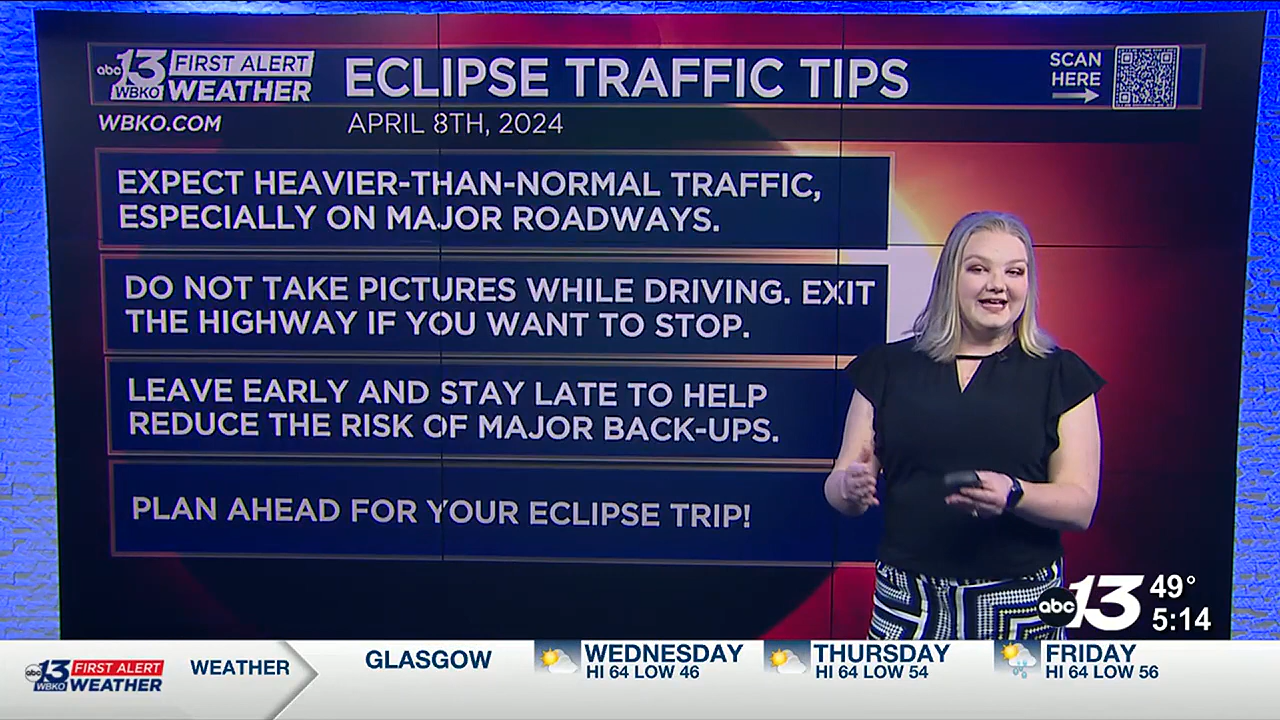 abc 13 WBKO FIRST ALERT WEATHER
ECLIPSE TRAFFIC TIPS
SCAN HERE
WBKO.COM
APRIL 8TH, 2024
EXPECT HEAVIER-THAN-NORMAL TRAFFIC,
ESPECIALLY ON MAJOR ROADWAYS.
DO NOT TAKE PICTURES WHILE DRIVING. EXIT
THE HIGHWAY IF YOU WANT TO STOP.
LEAVE EARLY AND STAY LATE TO HELP
REDUCE THE RISK OF MAJOR BACK-UPS.
PLAN AHEAD FOR YOUR ECLIPSE TRIP!
abc 13
49°
5:14
abc 13 WBKO FIRST ALERT WEATHER
WEATHER
GLASGOW
WEDNESDAY
HI 64 LOW 46
THURSDAY
HI 64 LOW 54
FRIDAY
HI 64 LOW 56